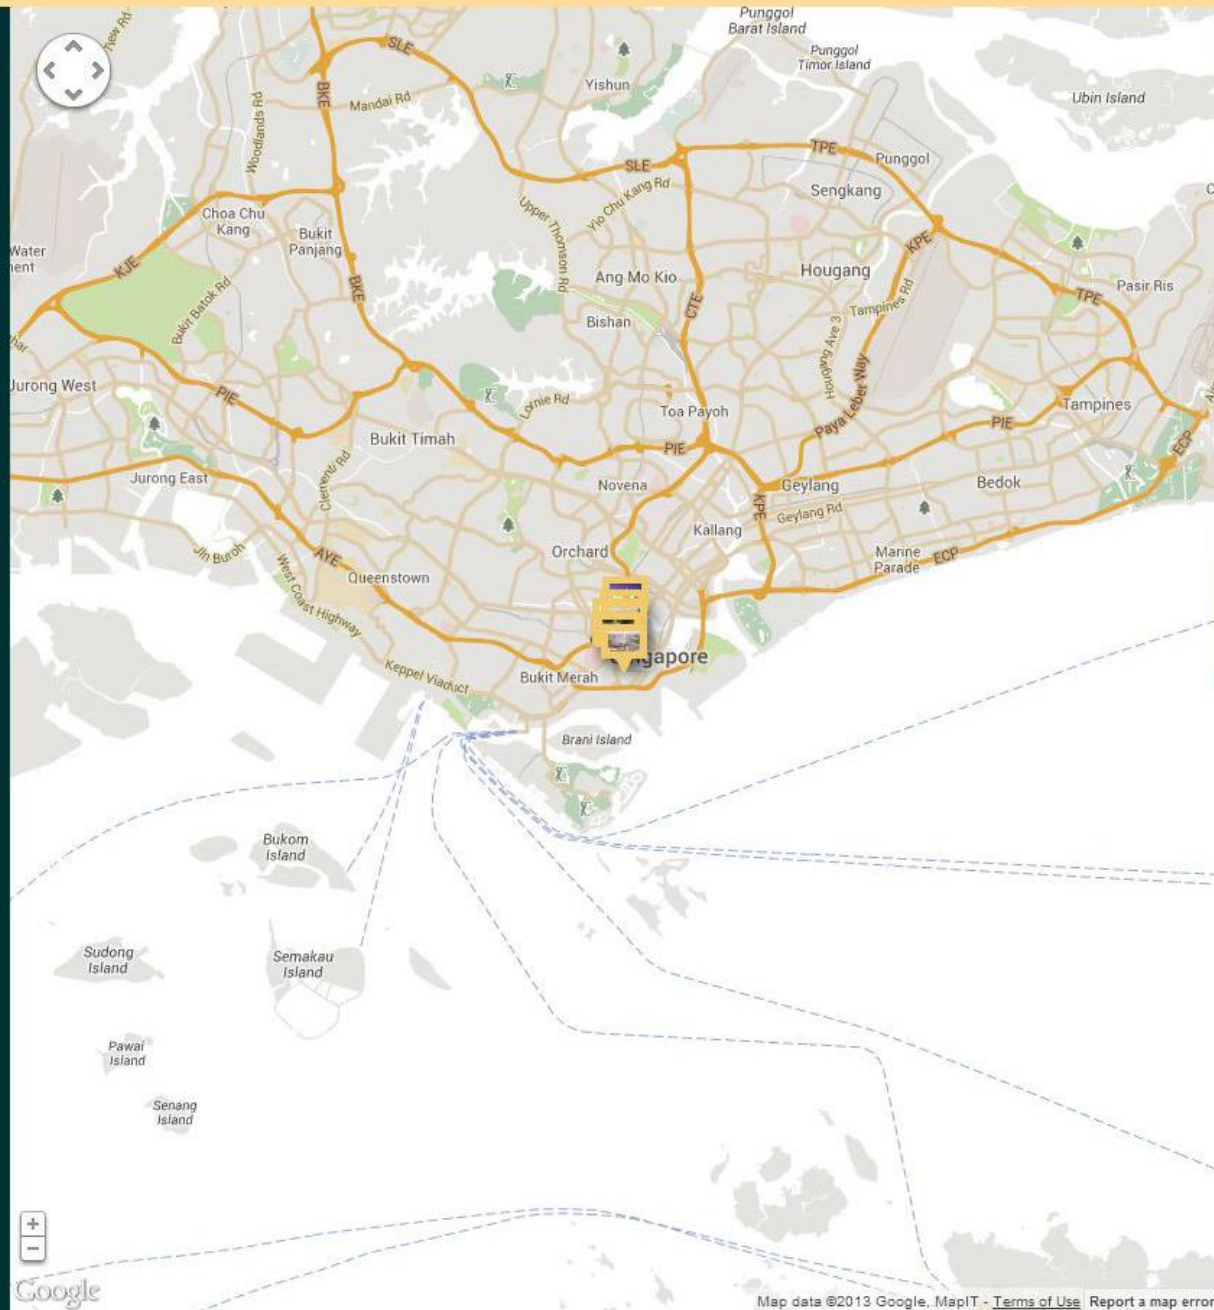 Punggol
Barat Island
New Rd
SLE
Punggol
Timor Island
Yishun
BKE
Mandai Rd
Ubin Island
Woodlands Rd
TPE
Punggol
SLE
Yio Chu Kang Rd
Sengkang
Upper Thomson Rd
Choa Chu
Kang
Bukit
Panjang
Water
KPE
KJE
Ang Mo Kio
Hougang
BKE
Tampines Rd
Pasir Ris
TPE
CTE
Bukit Batok Rd
Bishan
Hougang Ave 3
Jurong West
PIE
Lornie Rd
Paya Lebar Way
Toa Payoh
Tampines
PIE
Bukit Timah
PIE
ECP
Jurong East
Clementi Rd
Novena
Geylang
Bedok
KPE
Geylang Rd
Kallang
Jln Buroh
AYE
Orchard
Marine
Parade
ECP
West Coast Highway
Queenstown
gapore
Keppel Viaduct
Bukit Merah
Brani Island
Bukom
Island
Sudong
Island
Semakau
Island
Pawai
Island
Senang
Island
+
−
Google
Map data ©2013 Google, MapIT - Terms of Use Report a map error